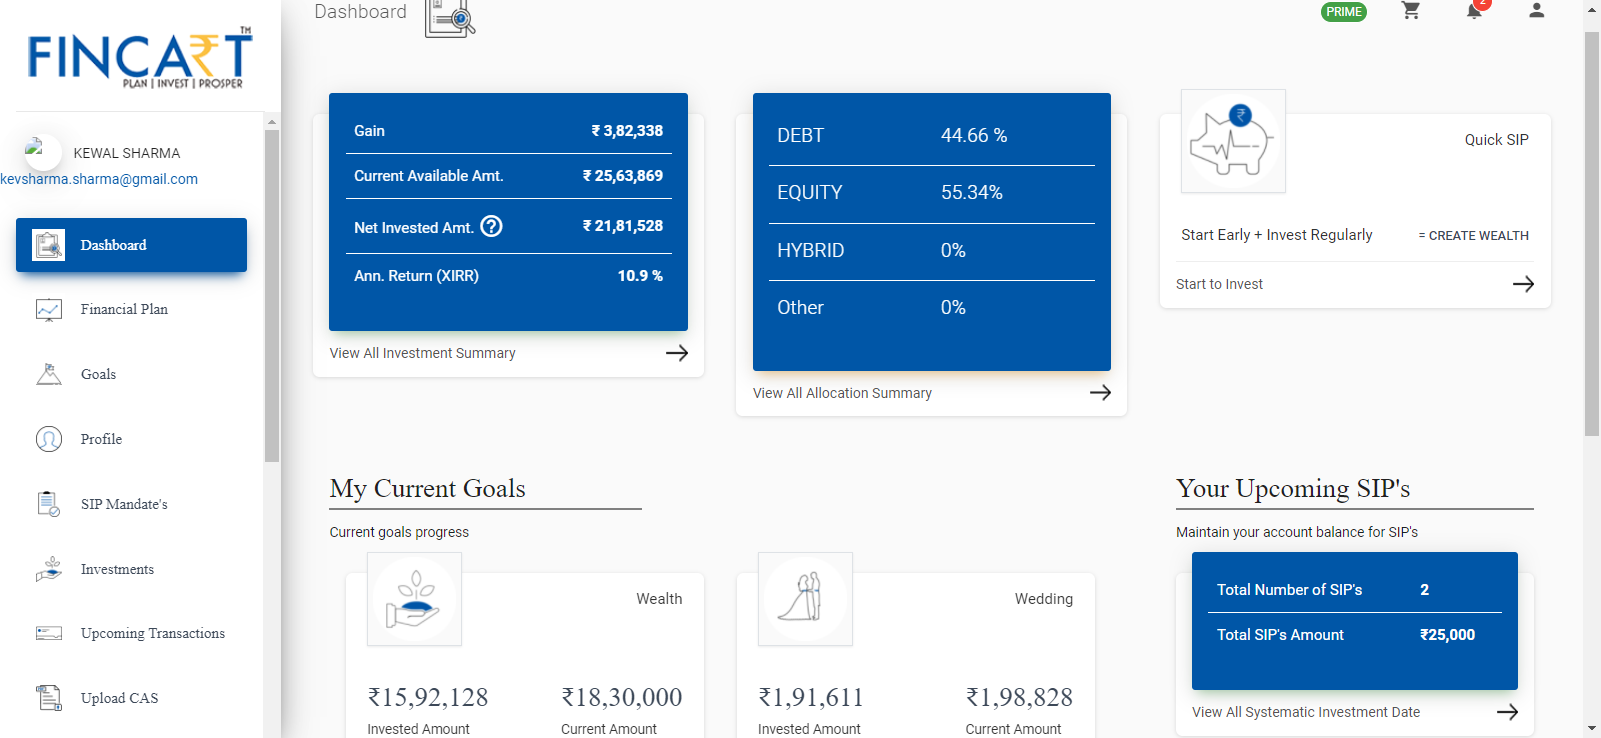 FINCA₹T™
PLAN | INVEST | PROSPER
KEWAL SHARMA
kevsharma.sharma@gmail.com
Dashboard
Financial Plan
Goals
Profile
SIP Mandate's
Investments
Upcoming Transactions
Upload CAS
Dashboard
PRIME
2
Gain ₹ 3,82,338
Current Available Amt. ₹ 25,63,869
Net Invested Amt. ? ₹ 21,81,528
Ann. Return (XIRR) 10.9 %
View All Investment Summary
DEBT 44.66 %
EQUITY 55.34%
HYBRID 0%
Other 0%
View All Allocation Summary
₹
Quick SIP
Start Early + Invest Regularly = CREATE WEALTH
Start to Invest
My Current Goals
Current goals progress
Wealth
₹15,92,128 ₹18,30,000
Invested Amount Current Amount
Wedding
₹1,91,611 ₹1,98,828
Invested Amount Current Amount
Your Upcoming SIP's
Maintain your account balance for SIP's
Total Number of SIP's 2
Total SIP's Amount ₹25,000
View All Systematic Investment Date